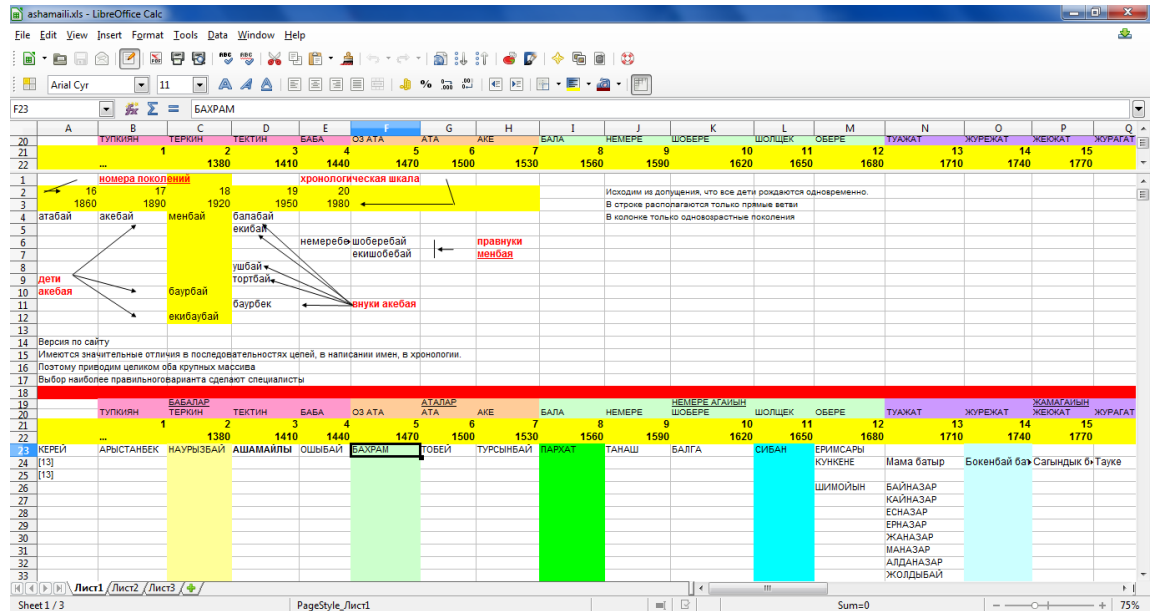 ashamaili.xls - LibreOffice Calc
File Edit View Insert Format Tools Data Window Help
Arial Cyr 11
F23 БАХРАМ
A B C D E F G H I J K L M N O P Q
20 ТУПКИЯН ТЕРКИН ТЕКТИН БАБА ОЗ АТА АТА АКЕ БАЛА НЕМЕРЕ ШОБЕРЕ ШОЛЩЕК ОБЕРЕ ТУАЖАТ ЖУРЕЖАТ ЖЕЮЖАТ ЖУРАГАТ
21 1 2 3 4 5 6 7 8 9 10 11 12 13 14 15
22 ... 1380 1410 1440 1470 1500 1530 1560 1590 1620 1650 1680 1710 1740 1770
1 номера поколений хронологическая шкала
2 16 17 18 19 20 Исходим из допущения, что все дети рождаются одновременно.
3 1860 1890 1920 1950 1980 В строке располагаются только прямые ветви
4 атабай акебай менбай балабай В колонке только одновозрастные поколения
5 екибай
6 немеребе шоберебай правнуки
7 екишобебай менбая
8 ушбай
9 дети тортбай
10 акебая баурбай
11 баурбек внуки акебая
12 екибаубай
13
14 Версия по сайту
15 Имеются значительные отличия в последовательностях цепей, в написании имен, в хронологии.
16 Поэтому приводим целиком оба крупных массива
17 Выбор наиболее правильноговарианта сделают специалисты
18
19 БАБАЛАР АТАЛАР НЕМЕРЕ АГАИЫН ЖАМАГАИЫН
20 ТУПКИЯН ТЕРКИН ТЕКТИН БАБА ОЗ АТА АТА АКЕ БАЛА НЕМЕРЕ ШОБЕРЕ ШОЛЩЕК ОБЕРЕ ТУАЖАТ ЖУРЕЖАТ ЖЕЮЖАТ ЖУРАГАТ
21 1 2 3 4 5 6 7 8 9 10 11 12 13 14 15
22 ... 1380 1410 1440 1470 1500 1530 1560 1590 1620 1650 1680 1710 1740 1770
23 КЕРЕЙ АРЫСТАНБЕК НАУРЫЗБАЙ АШАМАЙЛЫ ОШЫБАЙ БАХРАМ ТОБЕЙ ТУРСЫНБАЙ ПАРХАТ ТАНАШ БАЛГА СИБАН ЕРИМСАРЫ
24 [13] КУНКЕНЕ Мама батыр Бокенбай ба Сагындык б Тауке
25 [13]
26 ШИМОЙЫН БАЙНАЗАР
27 КАЙНАЗАР
28 ЕСНАЗАР
29 ЕРНАЗАР
30 ЖАНАЗАР
31 МАНАЗАР
32 АЛДАНАЗАР
33 ЖОЛДЫБАЙ
Лист1 Лист2 Лист3
Sheet 1 / 3 PageStyle_Лист1 Sum=0 75%